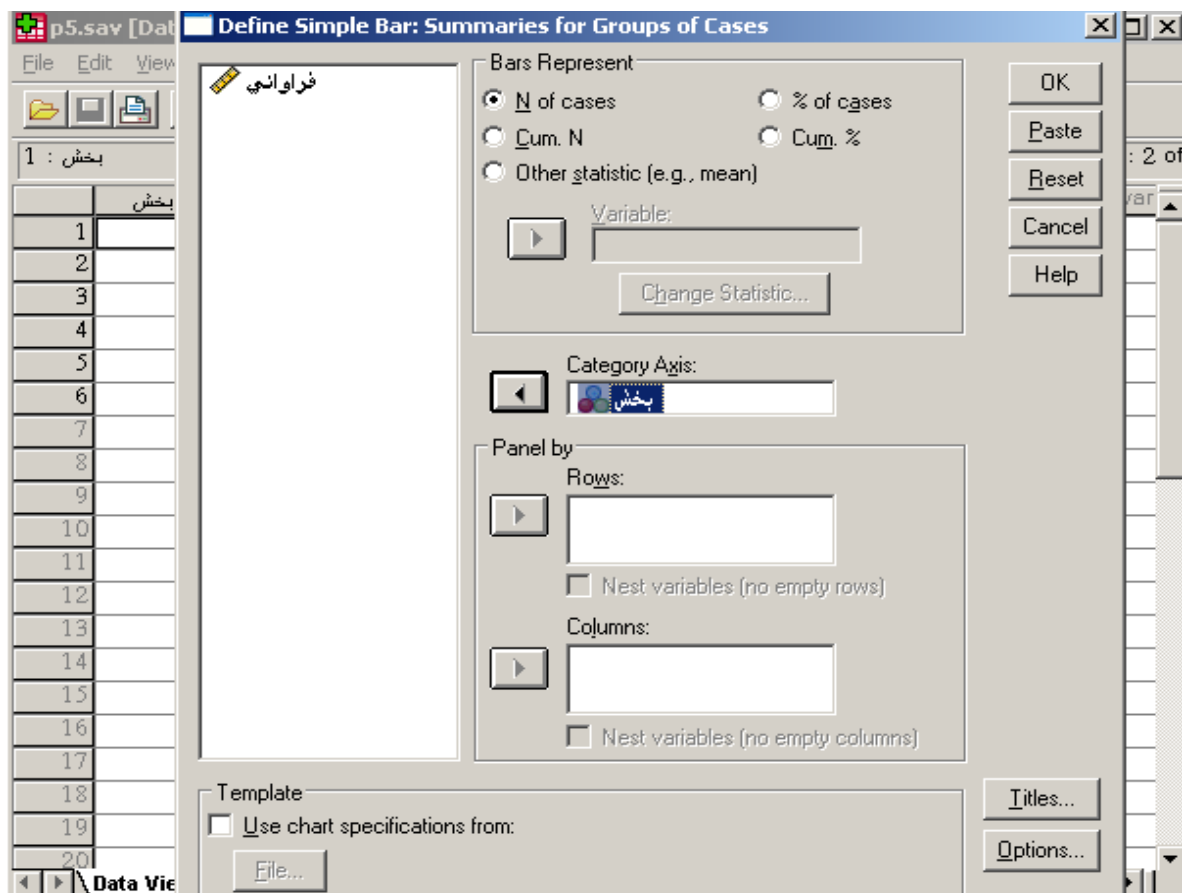 p5.sav [Dat
Define Simple Bar: Summaries for Groups of Cases
File Edit View
1 : بخش
: 2 of
بخش
var
1
2
3
4
5
6
7
8
9
10
11
12
13
14
15
16
17
18
19
20
Data Vie
فراواني
Bars Represent
N of cases
% of cases
Cum. N
Cum. %
Other statistic (e.g., mean)
Variable:
Change Statistic...
Category Axis:
بخش
Panel by
Rows:
Nest variables (no empty rows)
Columns:
Nest variables (no empty columns)
Template
Use chart specifications from:
File...
OK
Paste
Reset
Cancel
Help
Titles...
Options...